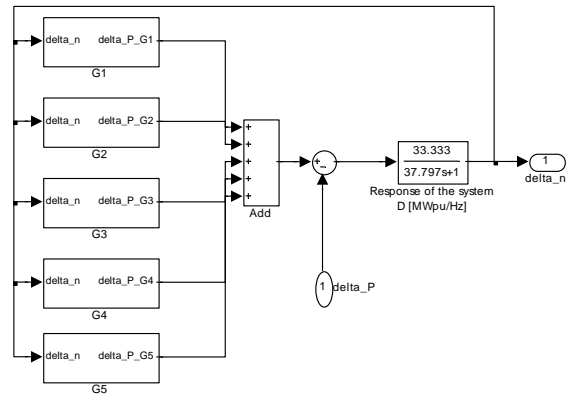 delta_n delta_P_G1
G1
delta_n delta_P_G2
G2
delta_n delta_P_G3
G3
delta_n delta_P_G4
G4
delta_n delta_P_G5
G5
+
+
+
+
+
Add
+
−
1
delta_P
33.333
37.797s+1
Response of the system
D [MWpu/Hz]
1
delta_n